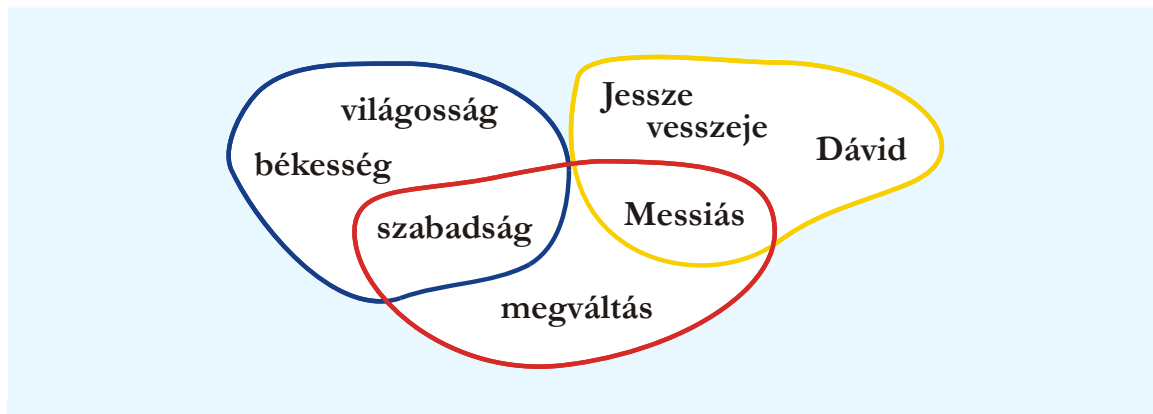 világosság
békesség
szabadság
Jessze
vesszeje
Dávid
Messiás
megváltás